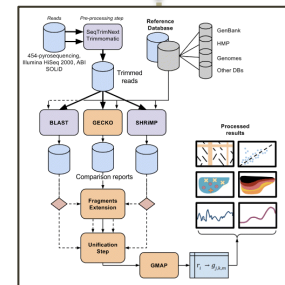 Reads
Pre-processing step
SeqTrimNext
Trimmomatic
454-pyrosequencing,
Illumina HiSeq 2000, ABI
SOLiD
Reference
Database
GenBank
HMP
Genomes
Other DBs
Trimmed
reads
BLAST
GECKO
SHRiMP
Comparison reports
Fragments
Extension
Unification
Step
GMAP
Processed
results